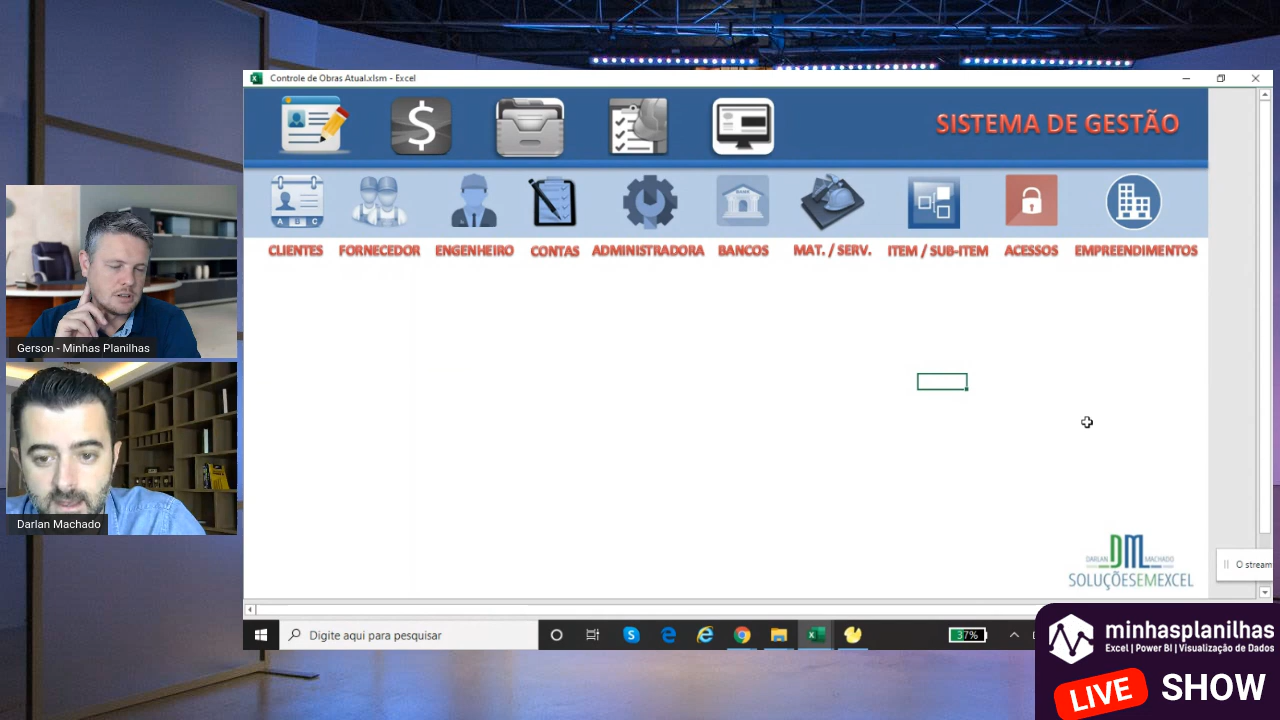 Controle de Obras Atual.xlsm - Excel
SISTEMA DE GESTÃO
A B C
BANK
CLIENTES FORNECEDOR ENGENHEIRO CONTAS ADMINISTRADORA BANCOS MAT. / SERV. ITEM / SUB-ITEM ACESSOS EMPREENDIMENTOS
Gerson - Minhas Planilhas
Darlan Machado
DARLAN DML MACHADO
SOLUÇÕESEMEXCEL
O stream
Digite aqui para pesquisar
37%
minhasplanilhas
Excel | Power BI | Visualização de Dados
LIVE SHOW